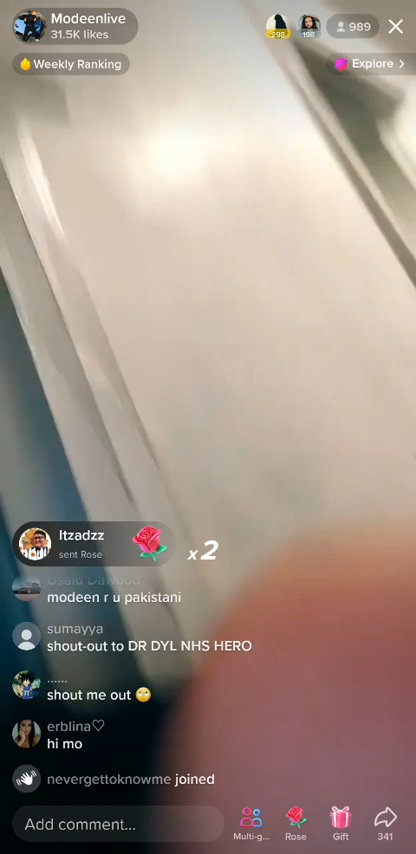 Modeenlive
31.5K likes
298
198
989
Weekly Ranking
Explore
Itzadzz
sent Rose
x2
Usaid Dawood
modeen r u pakistani
sumayya
shout-out to DR DYL NHS HERO
......
shout me out 🙄
erblina♡
hi mo
nevergettoknowme joined
Add comment...
Multi-g...
Rose
Gift
341